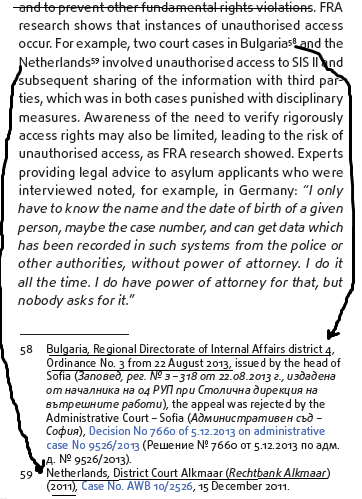 and to prevent other fundamental rights violations. FRA
research shows that instances of unauthorised access
occur. For example, two court cases in Bulgaria⁵⁸ and the
Netherlands⁵⁹ involved unauthorised access to SIS II and
subsequent sharing of the information with third par-
ties, which was in both cases punished with disciplinary
measures. Awareness of the need to verify rigorously
access rights may also be limited, leading to the risk of
unauthorised access, as FRA research showed. Experts
providing legal advice to asylum applicants who were
interviewed noted, for example, in Germany: “I only
have to know the name and the date of birth of a given
person, maybe the case number, and can get data which
has been recorded in such systems from the police or
other authorities, without power of attorney. I do it
all the time. I do have power of attorney for that, but
nobody asks for it.”
58 Bulgaria, Regional Directorate of Internal Affairs district 4,
Ordinance No. 3 from 22 August 2013, issued by the head of
Sofia (Заповед, рег. № 3 – 318 от 22.08.2013 г., издадена
от началника на 04 РУП при Столична дирекция на
вътрешните работи), the appeal was rejected by the
Administrative Court – Sofia (Административен съд –
София), Decision No 7660 of 5.12.2013 on administrative
case No 9526/2013 (Решение № 7660 от 5.12.2013 по адм.
д. № 9526/2013).
59 Netherlands, District Court Alkmaar (Rechtbank Alkmaar)
(2011), Case No. AWB 10/2526, 15 December 2011.